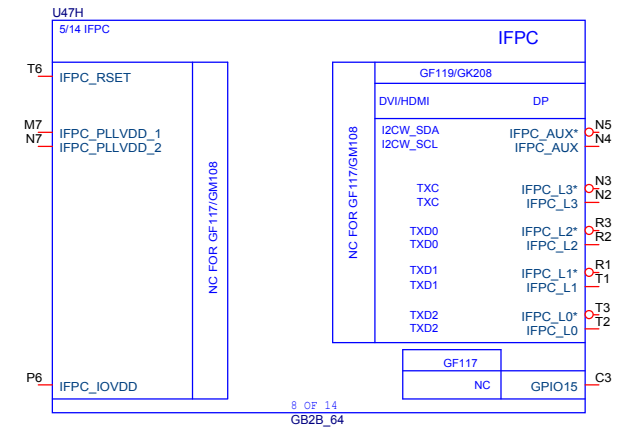 U47H
5/14 IFPC
IFPC
T6 IFPC_RSET
GF119/GK208
DVI/HDMI DP
M7 IFPC_PLLVDD_1
N7 IFPC_PLLVDD_2
I2CW_SDA IFPC_AUX* N5
I2CW_SCL IFPC_AUX N4
NC FOR GF117/GM108
NC FOR GF117/GM108
TXC IFPC_L3* N3
TXC IFPC_L3 N2
TXD0 IFPC_L2* R3
TXD0 IFPC_L2 R2
TXD1 IFPC_L1* R1
TXD1 IFPC_L1 T1
TXD2 IFPC_L0* T3
TXD2 IFPC_L0 T2
GF117
P6 IFPC_IOVDD
NC GPIO15 C3
8 OF 14
GB2B_64